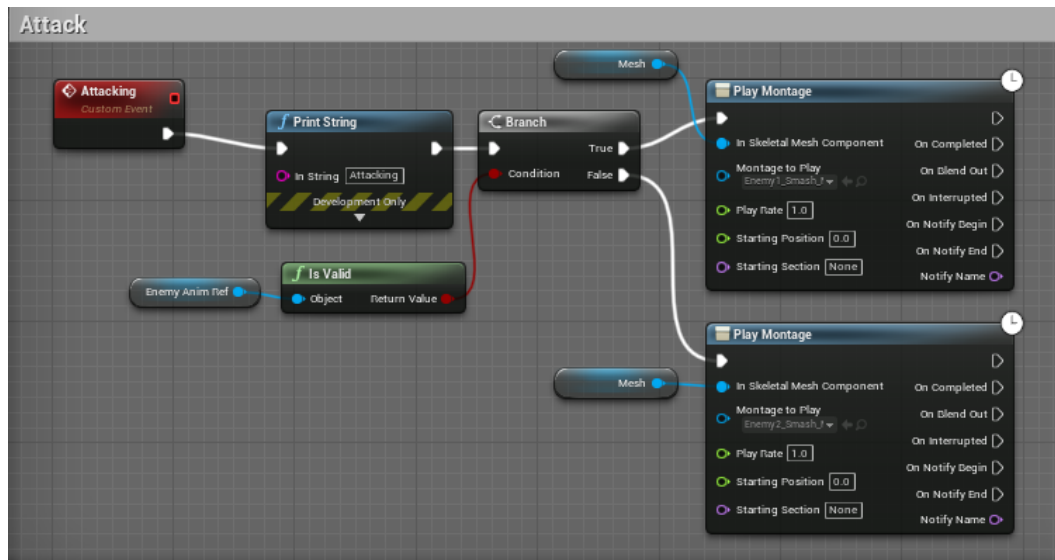 Attack
Attacking
Custom Event
Print String
In String Attacking
Development Only
Enemy Anim Ref
Is Valid
Object Return Value
Branch
True
Condition False
Mesh
Play Montage
In Skeletal Mesh Component On Completed
Montage to Play On Blend Out
Enemy1_Smash_
On Interrupted
Play Rate 1.0 On Notify Begin
Starting Position 0.0 On Notify End
Starting Section None Notify Name
Mesh
Play Montage
In Skeletal Mesh Component On Completed
Montage to Play On Blend Out
Enemy2_Smash_
On Interrupted
Play Rate 1.0 On Notify Begin
Starting Position 0.0 On Notify End
Starting Section None Notify Name